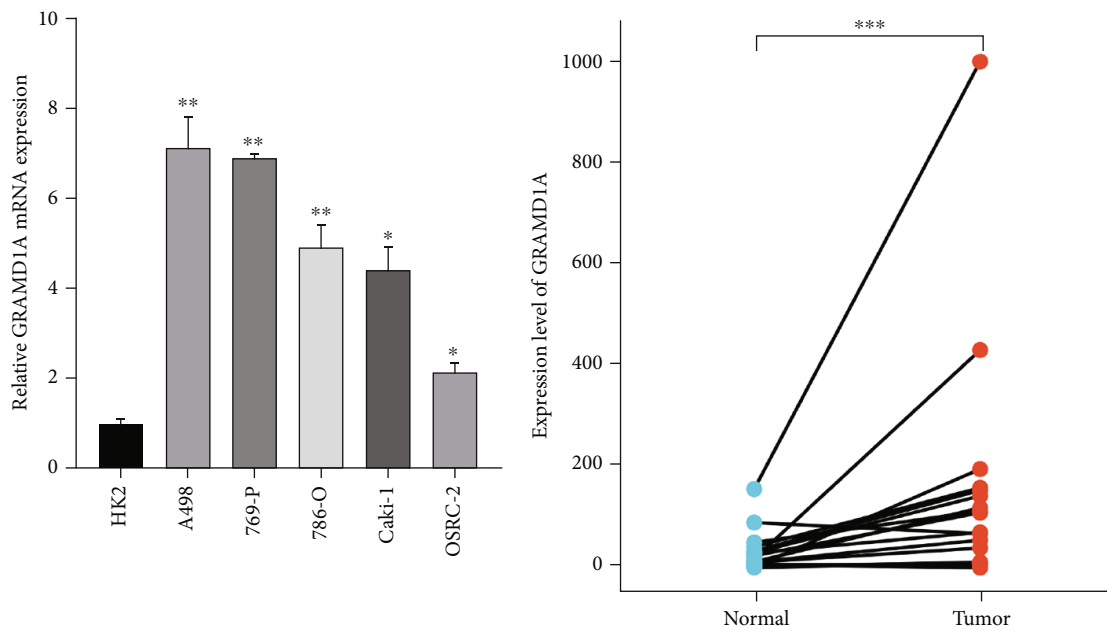 Relative GRAMD1A mRNA expression
10
8
6
4
2
0
**
**
**
*
*
HK2
A498
769-P
786-O
Caki-1
OSRC-2
Expression level of GRAMD1A
1000
800
600
400
200
0
***
Normal
Tumor